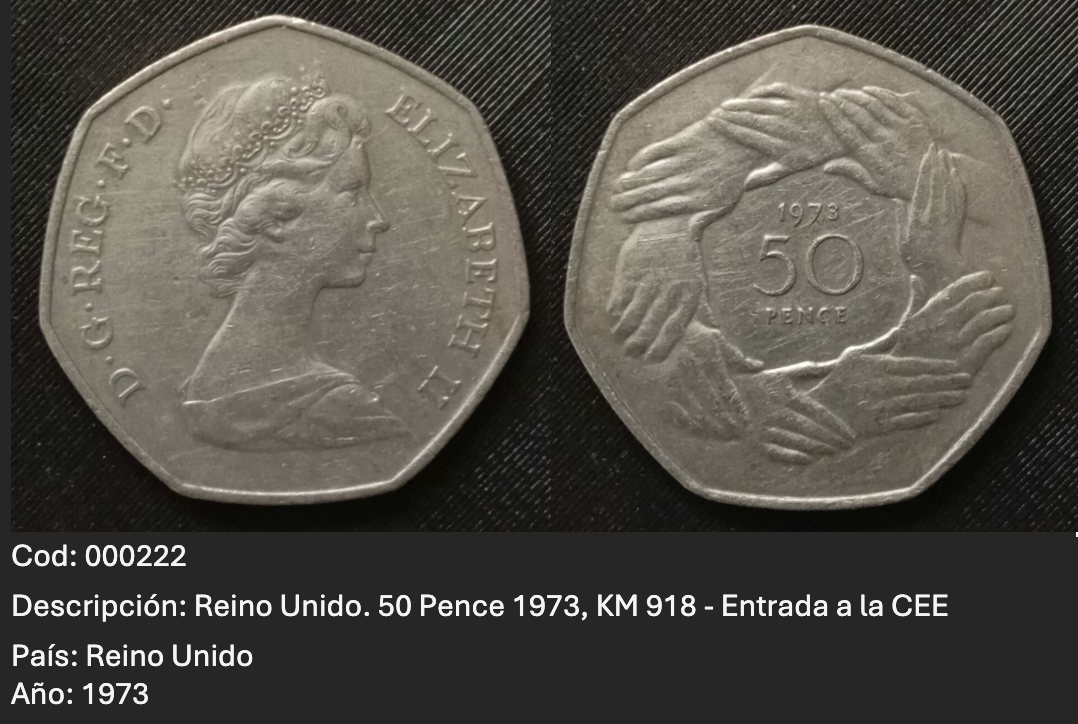 D·G·REG·F·D· ELIZABETH II
1973
50
PENCE
Cod: 000222
Descripción: Reino Unido. 50 Pence 1973, KM 918 - Entrada a la CEE
País: Reino Unido
Año: 1973